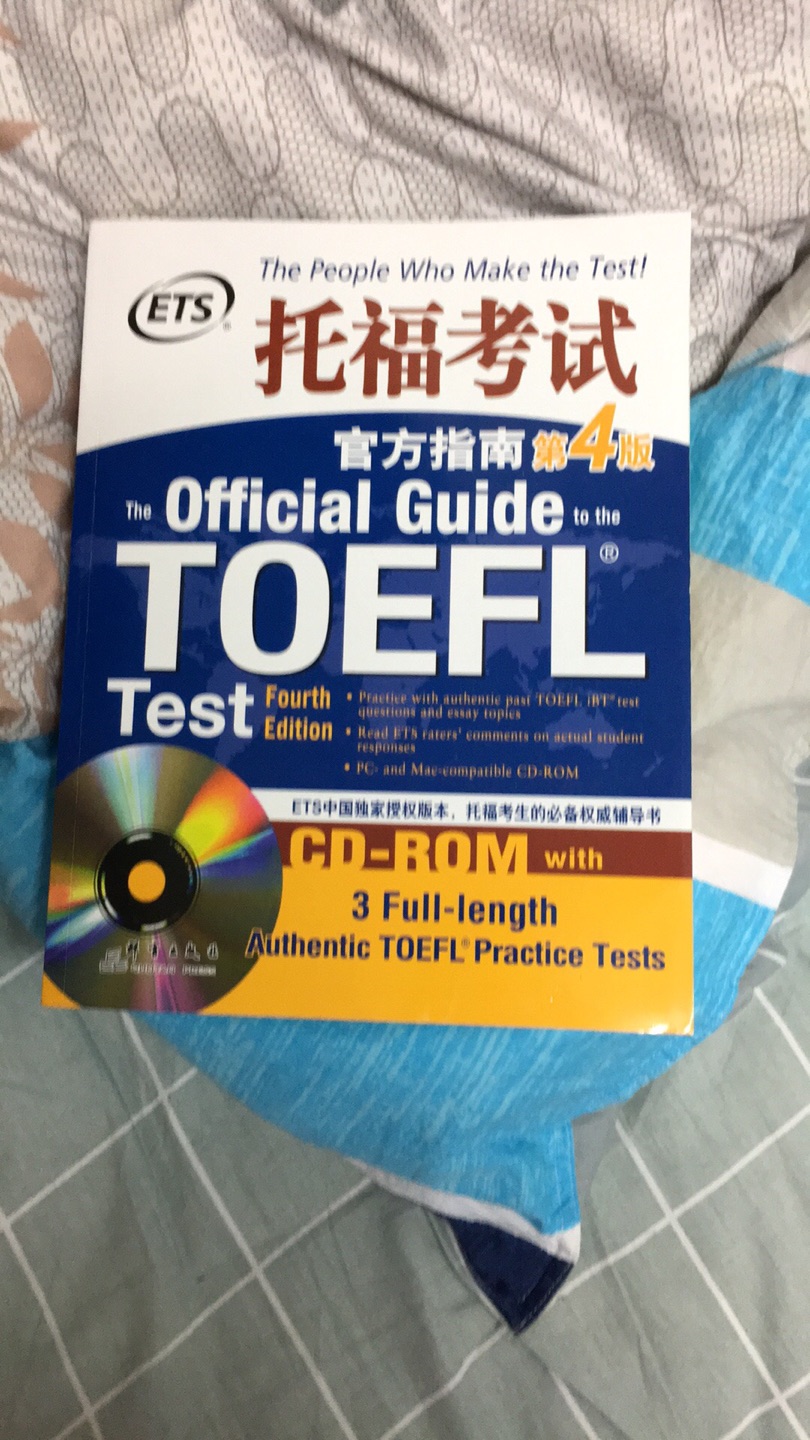 The People Who Make the Test!
ETS
®
托福考试
官方指南 第4版
The Official Guide to the
TOEFL®
Test Fourth Edition
• Practice with authentic past TOEFL iBT® test
questions and essay topics
• Read ETS raters' comments on actual student
responses
• PC- and Mac-compatible CD-ROM
ETS中国独家授权版本，托福考生的必备权威辅导书
CD-ROM with
3 Full-length
Authentic TOEFL® Practice Tests